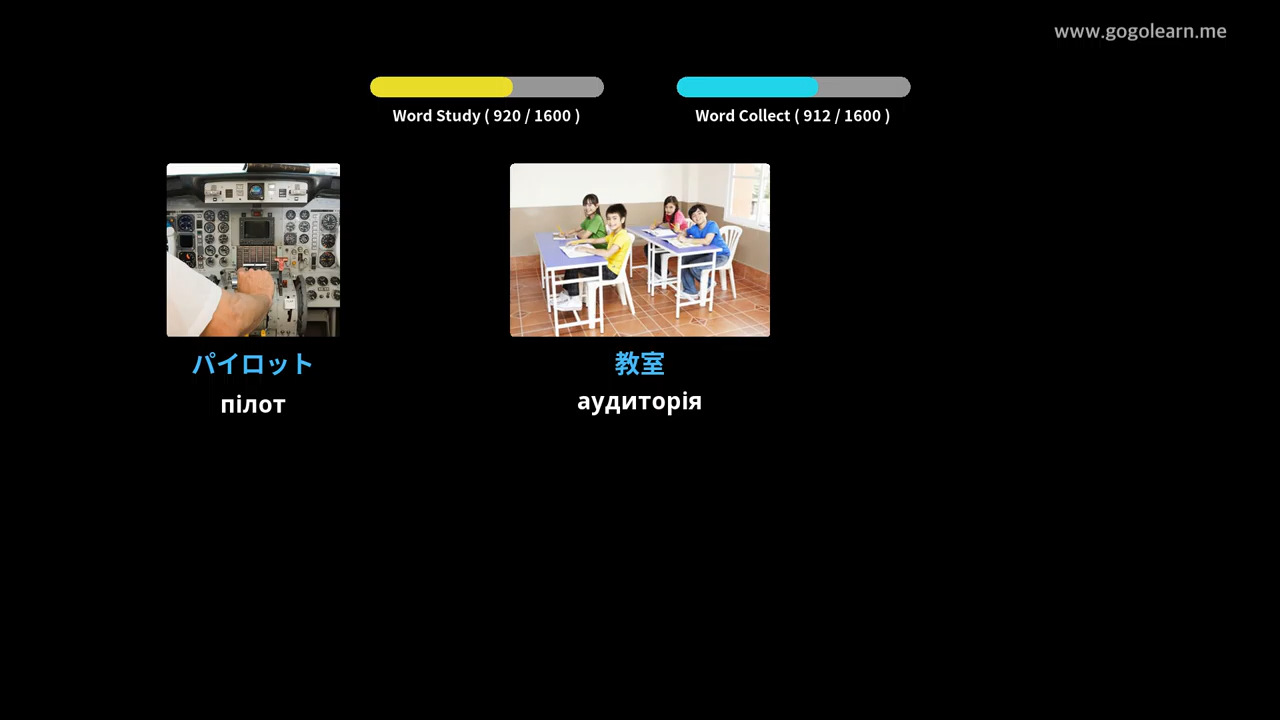 www.gogolearn.me
Word Study ( 920 / 1600 )
Word Collect ( 912 / 1600 )
パイロット
пілот
教室
аудиторія